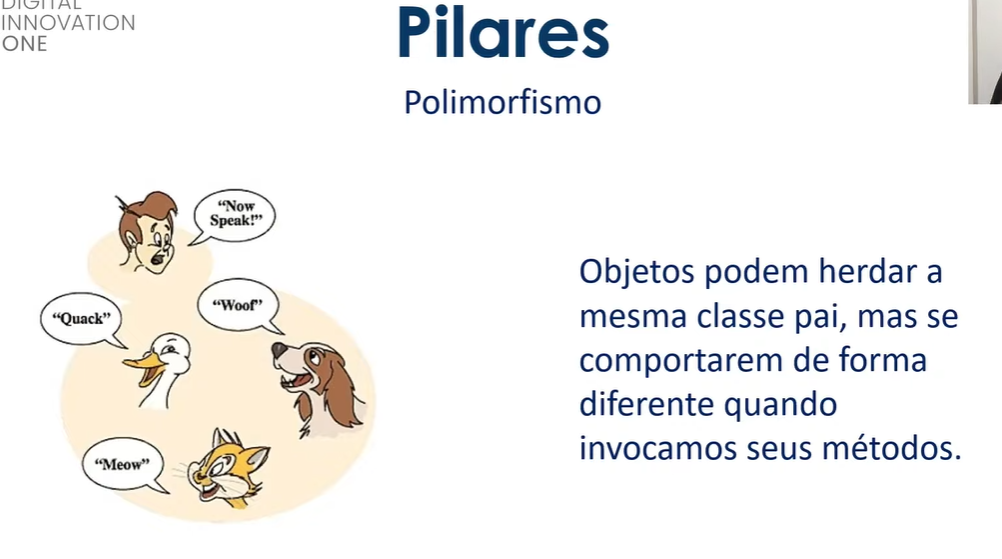 DIGITAL
INNOVATION
ONE
Pilares
Polimorfismo
“Now
Speak!”
“Quack”
“Woof”
“Meow”
Objetos podem herdar a
mesma classe pai, mas se
comportarem de forma
diferente quando
invocamos seus métodos.